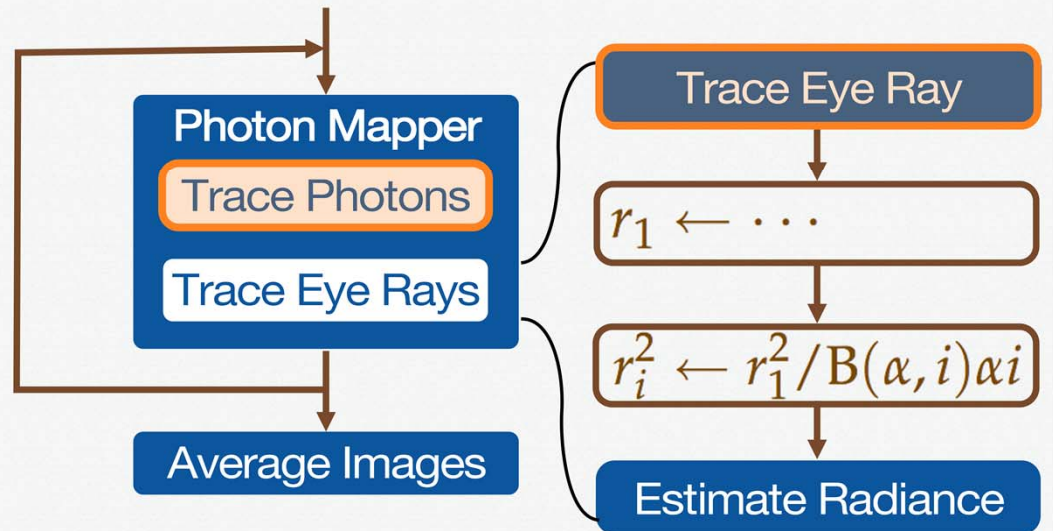 Photon Mapper
Trace Photons
Trace Eye Rays
Average Images
Trace Eye Ray
r₁ ← · · ·
rᵢ² ← r₁²/B(α, i)αi
Estimate Radiance